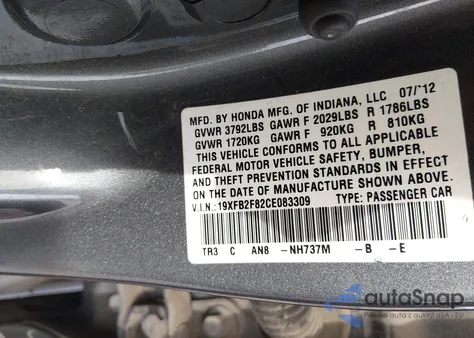 MFD. BY HONDA MFG. OF INDIANA, LLC 07/'12
GVWR 3792LBS GAWR F 2029LBS R 1786LBS
GVWR 1720KG GAWR F 920KG R 810KG
THIS VEHICLE CONFORMS TO ALL APPLICABLE
FEDERAL MOTOR VEHICLE SAFETY, BUMPER,
AND THEFT PREVENTION STANDARDS IN EFFECT
ON THE DATE OF MANUFACTURE SHOWN ABOVE.
V.I.N.:19XFB2F82CE083309 TYPE: PASSENGER CAR
TR3 C AN8 -NH737M -B -E
autoSnap